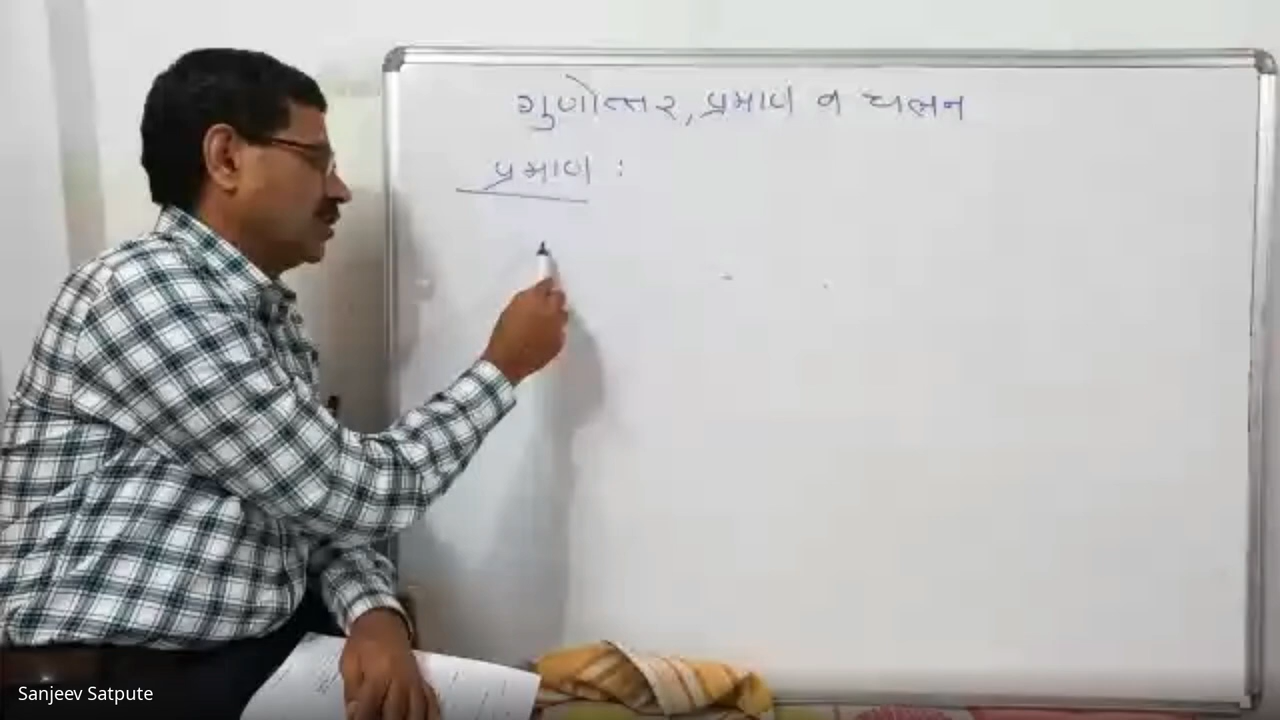 गुणोत्तर, प्रमाण व चलन
प्रमाण :
Sanjeev Satpute